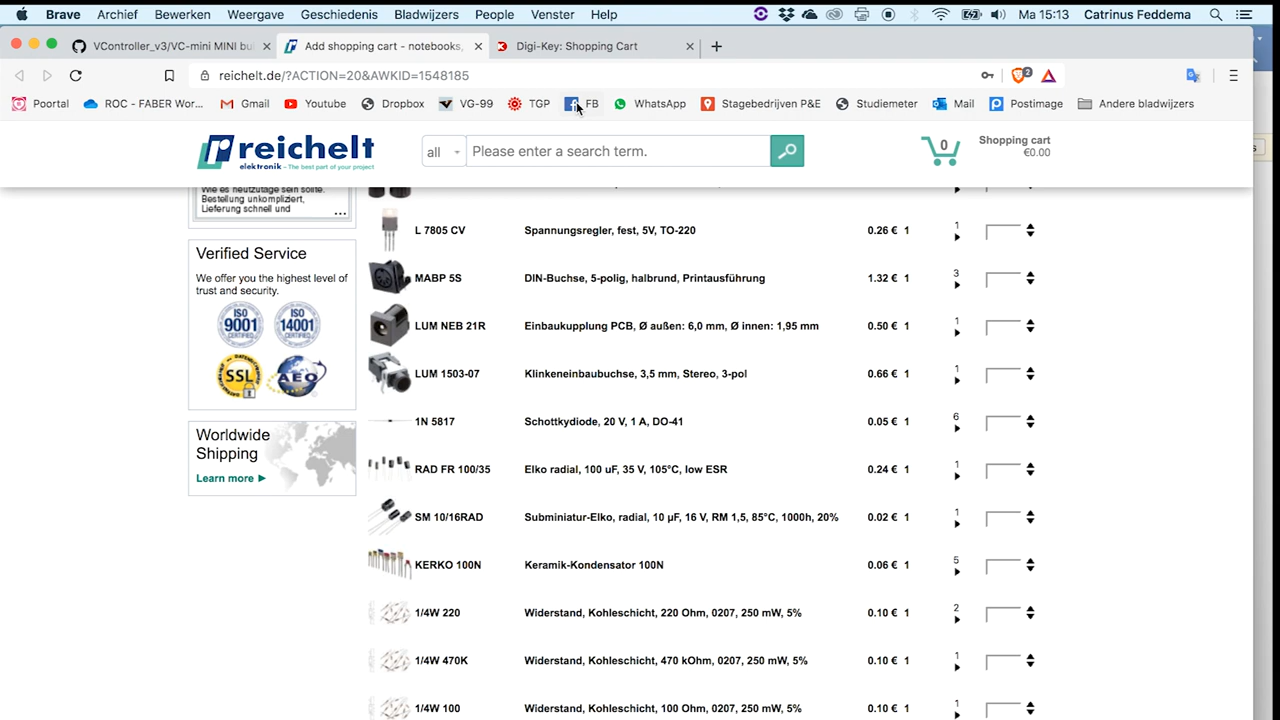 Brave Archief Bewerken Weergave Geschiedenis Bladwijzers People Venster Help Ma 15:13 Catrinus Feddema
VController_v3/VC-mini MINI bu Add shopping cart - notebooks, Digi-Key: Shopping Cart
reichelt.de/?ACTION=20&AWKID=1548185 2
Poortal ROC - FABER Wor... Gmail Youtube Dropbox VG-99 TGP FB WhatsApp Stagebedrijven P&E Studiemeter Mail Postimage Andere bladwijzers
reichelt
elektronik – The best part of your project
all Please enter a search term.
0 Shopping cart
€0.00
Wie es heutzutage sein sollte.
Bestellung unkompliziert,
Lieferung schnell und ...
Verified Service
We offer you the highest level of
trust and security.
ISO 9001 CERTIFIED ISO 14001 CERTIFIED
SSL AEO
Worldwide
Shipping
Learn more
L 7805 CV Spannungsregler, fest, 5V, TO-220 0.26 € 1 1
MABP 5S DIN-Buchse, 5-polig, halbrund, Printausführung 1.32 € 1 3
LUM NEB 21R Einbaukupplung PCB, Ø außen: 6,0 mm, Ø innen: 1,95 mm 0.50 € 1 1
LUM 1503-07 Klinkeneinbaubuchse, 3,5 mm, Stereo, 3-pol 0.66 € 1 1
1N 5817 Schottkydiode, 20 V, 1 A, DO-41 0.05 € 1 6
RAD FR 100/35 Elko radial, 100 uF, 35 V, 105°C, low ESR 0.24 € 1 1
SM 10/16RAD Subminiatur-Elko, radial, 10 µF, 16 V, RM 1,5, 85°C, 1000h, 20% 0.02 € 1 1
KERKO 100N Keramik-Kondensator 100N 0.06 € 1 5
1/4W 220 Widerstand, Kohleschicht, 220 Ohm, 0207, 250 mW, 5% 0.10 € 1 2
1/4W 470K Widerstand, Kohleschicht, 470 kOhm, 0207, 250 mW, 5% 0.10 € 1 1
1/4W 100 Widerstand, Kohleschicht, 100 Ohm, 0207, 250 mW, 5% 0.10 € 1 1